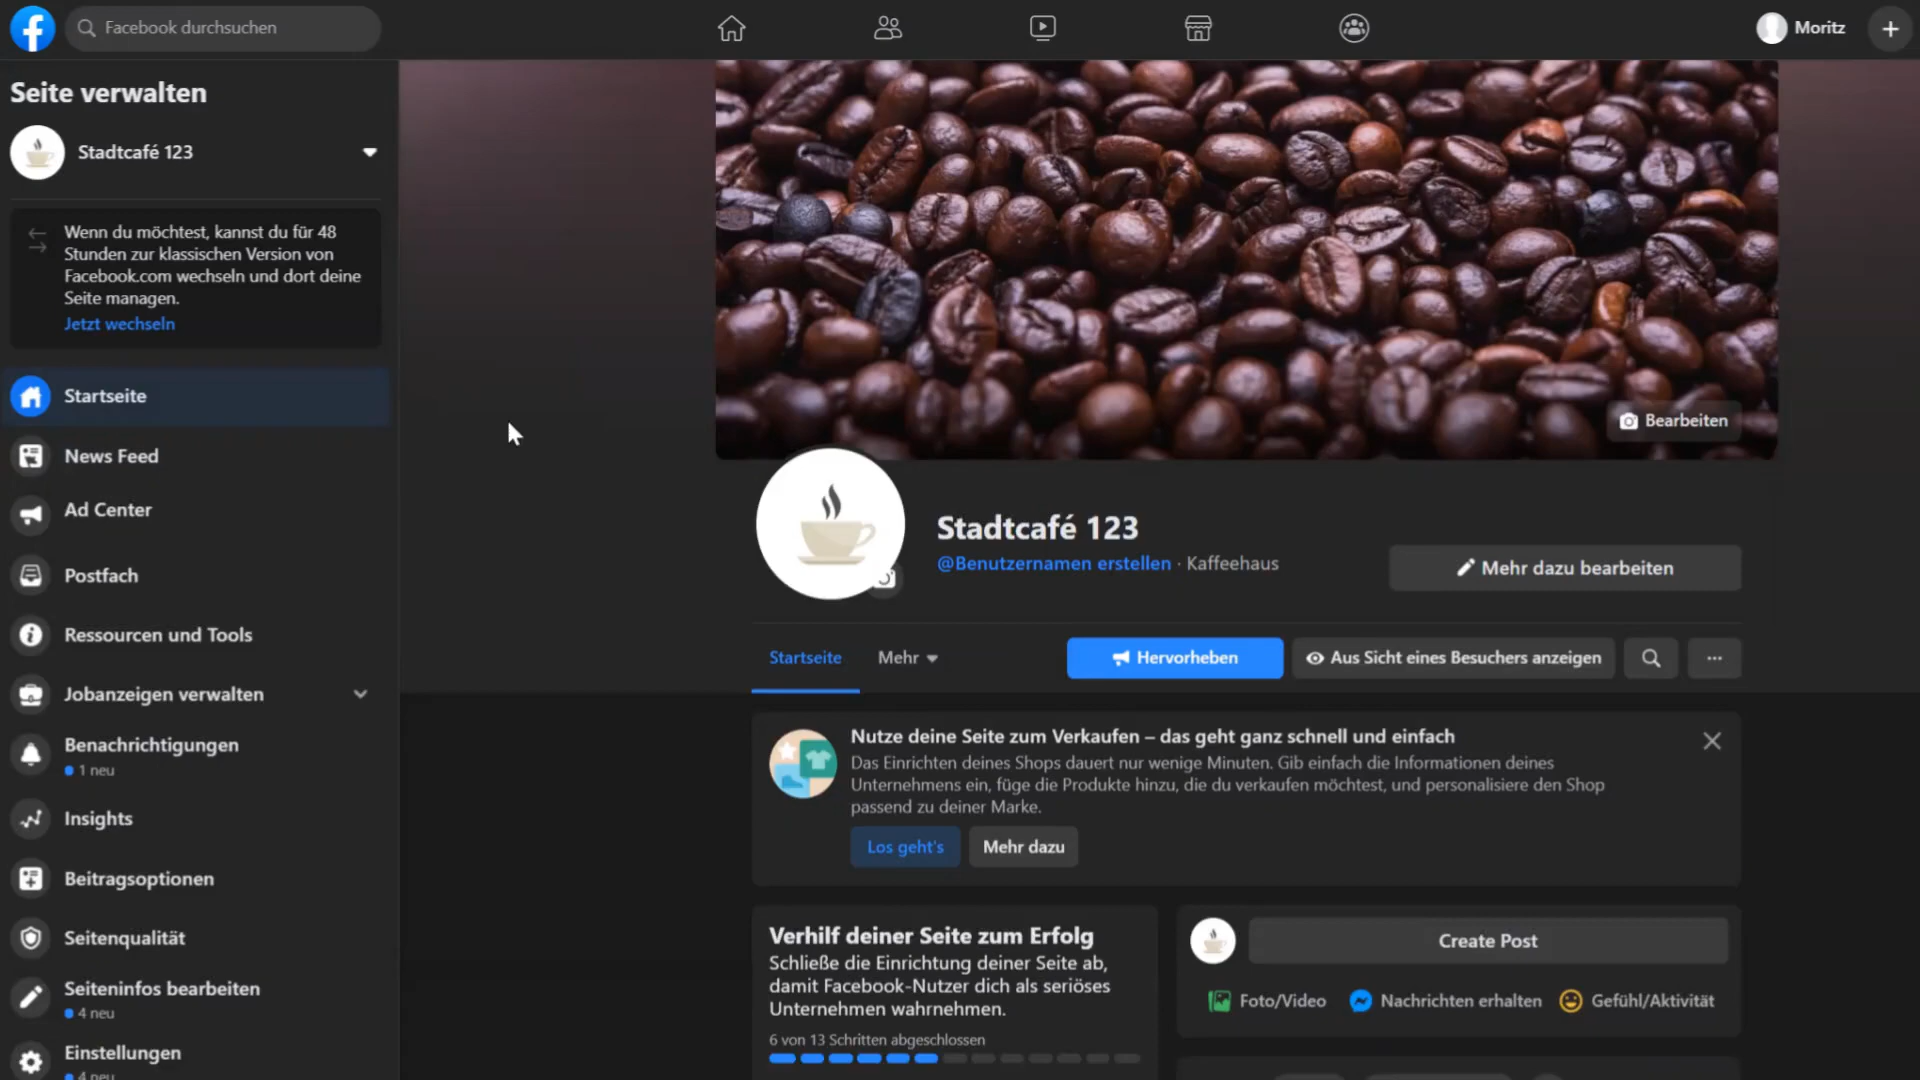 Facebook durchsuchen
Moritz
Seite verwalten
Stadtcafé 123
Wenn du möchtest, kannst du für 48
Stunden zur klassischen Version von
Facebook.com wechseln und dort deine
Seite managen.
Jetzt wechseln
Startseite
News Feed
Ad Center
Postfach
Ressourcen und Tools
Jobanzeigen verwalten
Benachrichtigungen
1 neu
Insights
Beitragsoptionen
Seitenqualität
Seiteninfos bearbeiten
4 neu
Einstellungen
4 neu
Bearbeiten
Stadtcafé 123
@Benutzernamen erstellen · Kaffeehaus
Mehr dazu bearbeiten
Startseite
Mehr
Hervorheben
Aus Sicht eines Besuchers anzeigen
Nutze deine Seite zum Verkaufen – das geht ganz schnell und einfach
Das Einrichten deines Shops dauert nur wenige Minuten. Gib einfach die Informationen deines
Unternehmens ein, füge die Produkte hinzu, die du verkaufen möchtest, und personalisiere den Shop
passend zu deiner Marke.
Los geht's
Mehr dazu
Verhilf deiner Seite zum Erfolg
Schließe die Einrichtung deiner Seite ab,
damit Facebook-Nutzer dich als seriöses
Unternehmen wahrnehmen.
6 von 13 Schritten abgeschlossen
Create Post
Foto/Video
Nachrichten erhalten
Gefühl/Aktivität